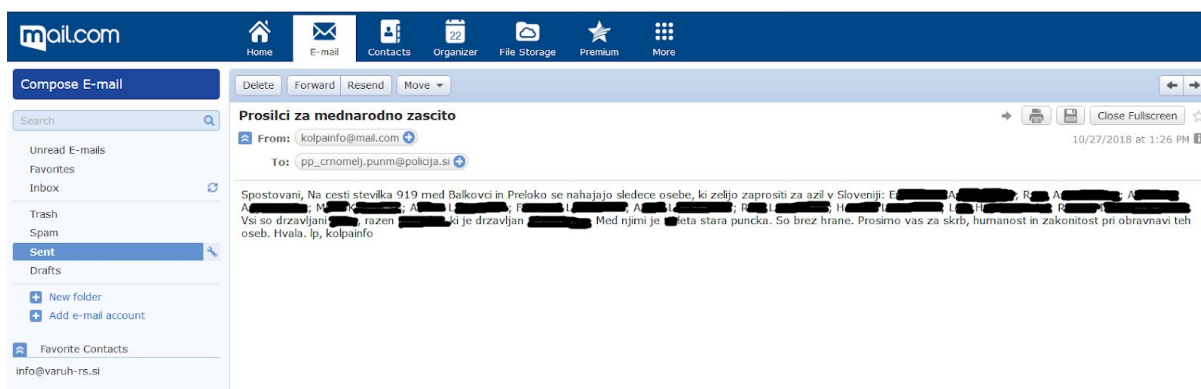 mail.com
Home E-mail Contacts 22 Organizer File Storage Premium More
Compose E-mail
Delete Forward Resend Move
Search
Prosilci za mednarodno zascito
Close Fullscreen
From: kolpainfo@mail.com
10/27/2018 at 1:26 PM
To: pp_crnomelj.punm@policija.si
Unread E-mails
Favorites
Inbox
Trash
Spam
Sent
Drafts
New folder
Add e-mail account
Favorite Contacts
info@varuh-rs.si
Spostovani, Na cesti stevilka 919 med Balkovci in Preloko se nahajajo sledece osebe, ki zelijo zaprositi za azil v Sloveniji: E A ; R A ; A
A ; M K ; A L ; F L ; A L ; R L ; H L ; L H ; R
Vsi so drzavljani , razen ki je drzavljan Med njimi je leta stara puncka. So brez hrane. Prosimo vas za skrb, humanost in zakonitost pri obravnavi teh
oseb. Hvala. lp, kolpainfo